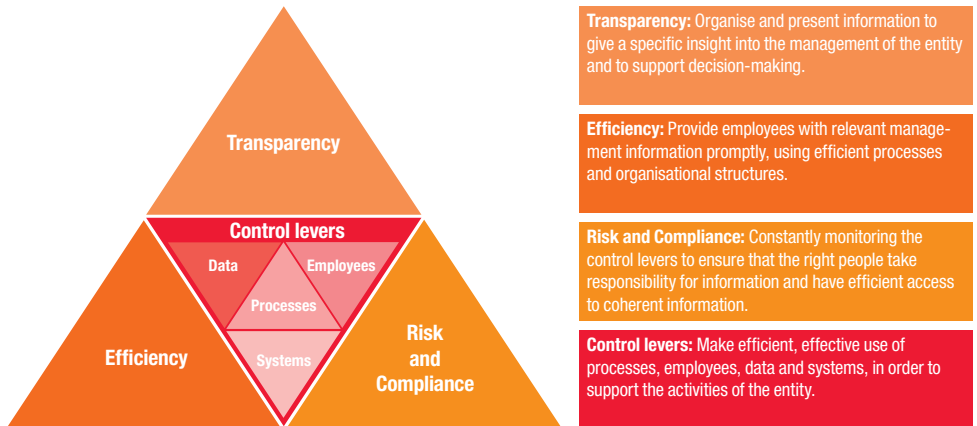 Transparency
Control levers
Data
Employees
Processes
Systems
Efficiency
Risk
and
Compliance
Transparency: Organise and present information to
give a specific insight into the management of the entity
and to support decision-making.
Efficiency: Provide employees with relevant manage-
ment information promptly, using efficient processes
and organisational structures.
Risk and Compliance: Constantly monitoring the
control levers to ensure that the right people take
responsibility for information and have efficient access
to coherent information.
Control levers: Make efficient, effective use of
processes, employees, data and systems, in order to
support the activities of the entity.